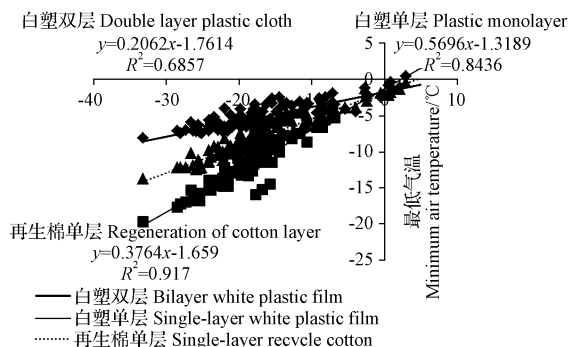 白塑双层 Double layer plastic cloth
y=0.2062x-1.7614
R²=0.6857
白塑单层 Plastic monolayer
y=0.5696x-1.3189
R²=0.8436
5
-40 -30 -20 -10 0 10
-5
-10
-15
-20
-25
最低气温
Minimum air temperature/℃
再生棉单层 Regeneration of cotton layer
y=0.3764x-1.659
R²=0.917
白塑双层 Bilayer white plastic film
白塑单层 Single-layer white plastic film
再生棉单层 Single-layer recycle cotton